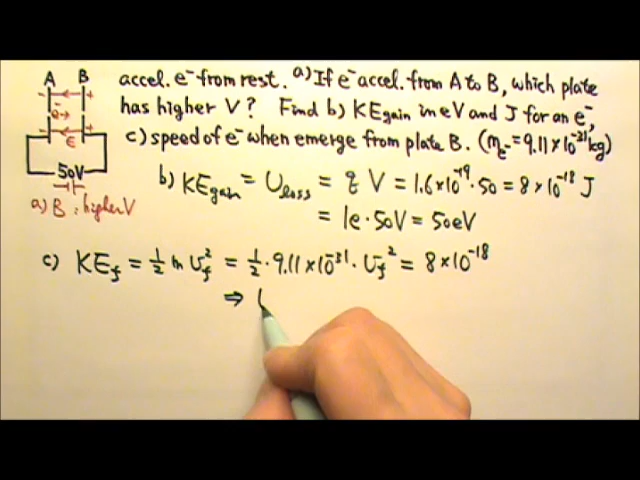 A B
- +
e⁻→
- E +
50V
a) B : higher V
accel. e⁻ from rest. a) If e⁻ accel. from A to B, which plate
has higher V? Find b) KEgain in eV and J for an e⁻,
c) speed of e⁻ when emerge from plate B. (me⁻ = 9.11×10⁻³¹ kg)
b) KEgain = Uloss = q V = 1.6×10⁻¹⁹ · 50 = 8×10⁻¹⁸ J
= 1e · 50V = 50eV
c) KEf = 1/2 m vf² = 1/2 · 9.11×10⁻³¹ · vf² = 8×10⁻¹⁸
⇒